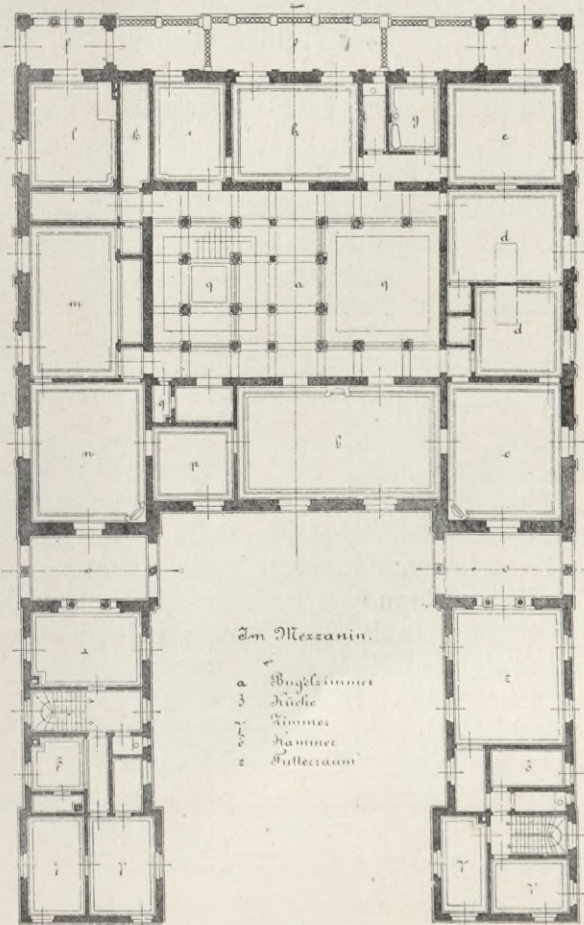 f f f
l k i h g e
d
m q a q
d
n q p b c
o o
Im Mezzanin.
α
α Bügelzimmer
β Küche
γ Zimmer
δ Kammer
ε Futterraum
ε
β δ
γ γ γ γ